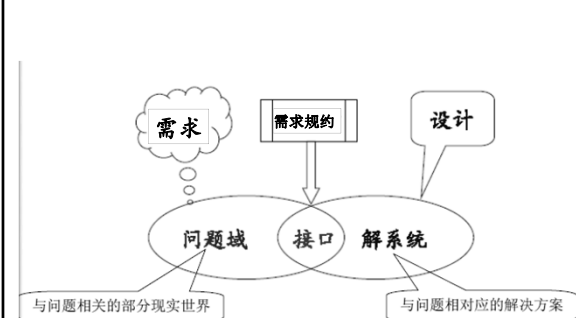 需求
需求规约
设计
问题域
接口
解系统
与问题相关的部分现实世界
与问题相对应的解决方案